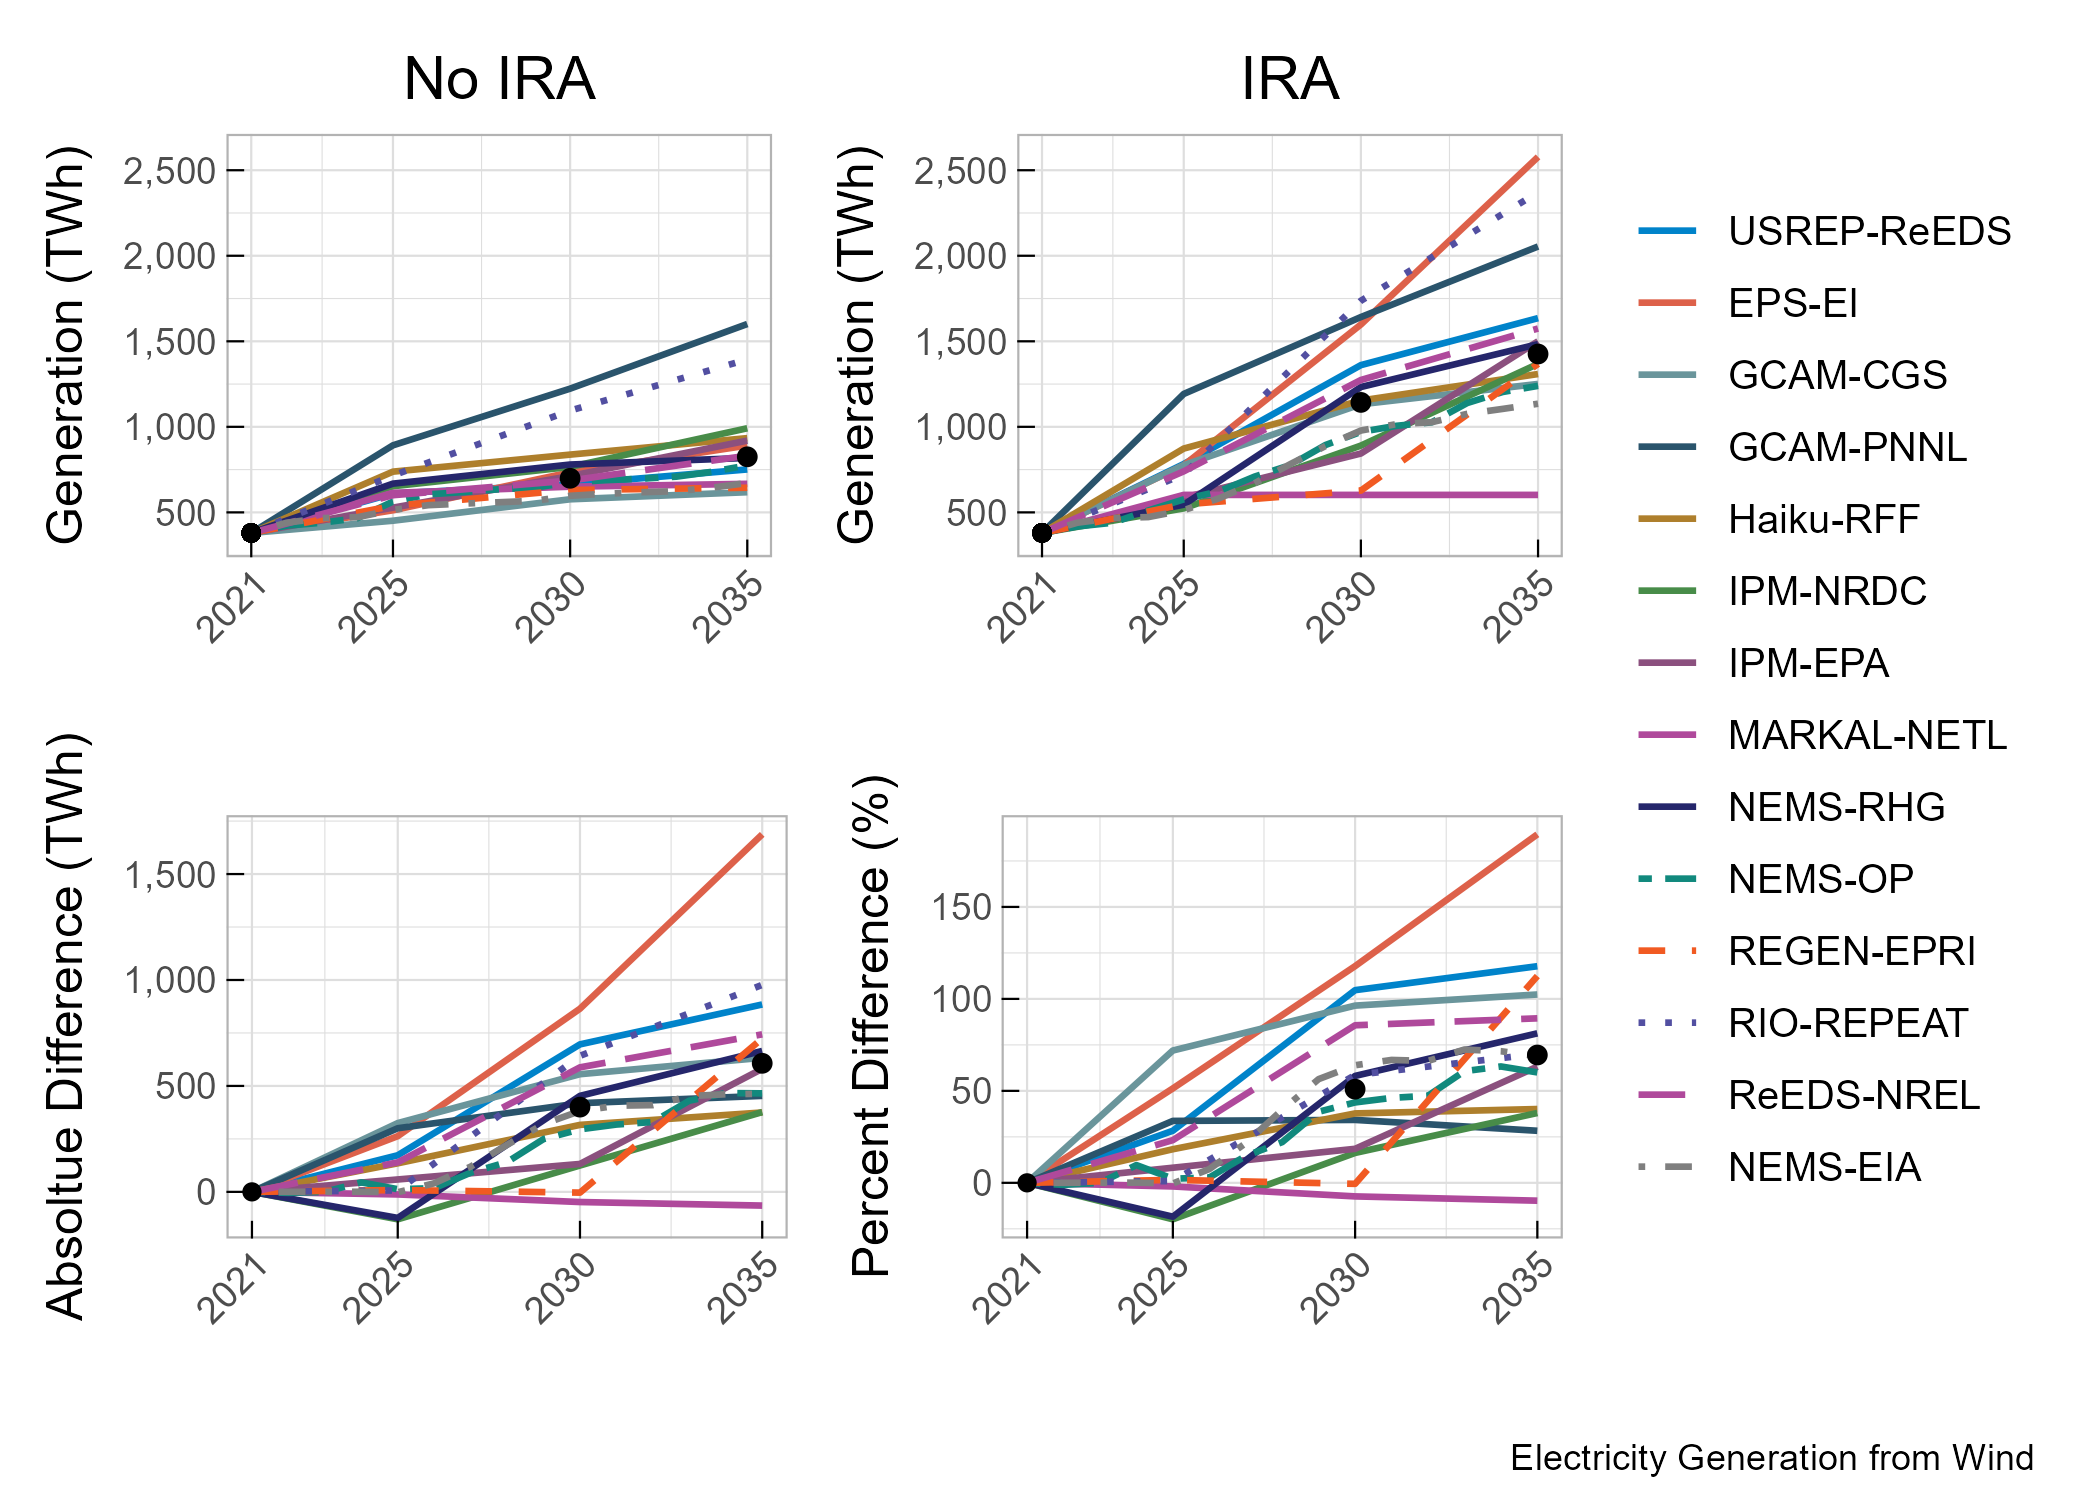 No IRA
IRA
Generation (TWh)
2,500
2,000
1,500
1,000
500
2021
2025
2030
2035
Generation (TWh)
2,500
2,000
1,500
1,000
500
2021
2025
2030
2035
USREP-ReEDS
EPS-EI
GCAM-CGS
GCAM-PNNL
Haiku-RFF
IPM-NRDC
IPM-EPA
MARKAL-NETL
NEMS-RHG
NEMS-OP
REGEN-EPRI
RIO-REPEAT
ReEDS-NREL
NEMS-EIA
Absoltue Difference (TWh)
1,500
1,000
500
0
2021
2025
2030
2035
Percent Difference (%)
150
100
50
0
2021
2025
2030
2035
Electricity Generation from Wind